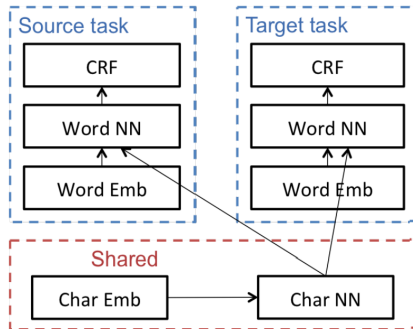 Source task
CRF
Word NN
Word Emb
Target task
CRF
Word NN
Word Emb
Shared
Char Emb
Char NN